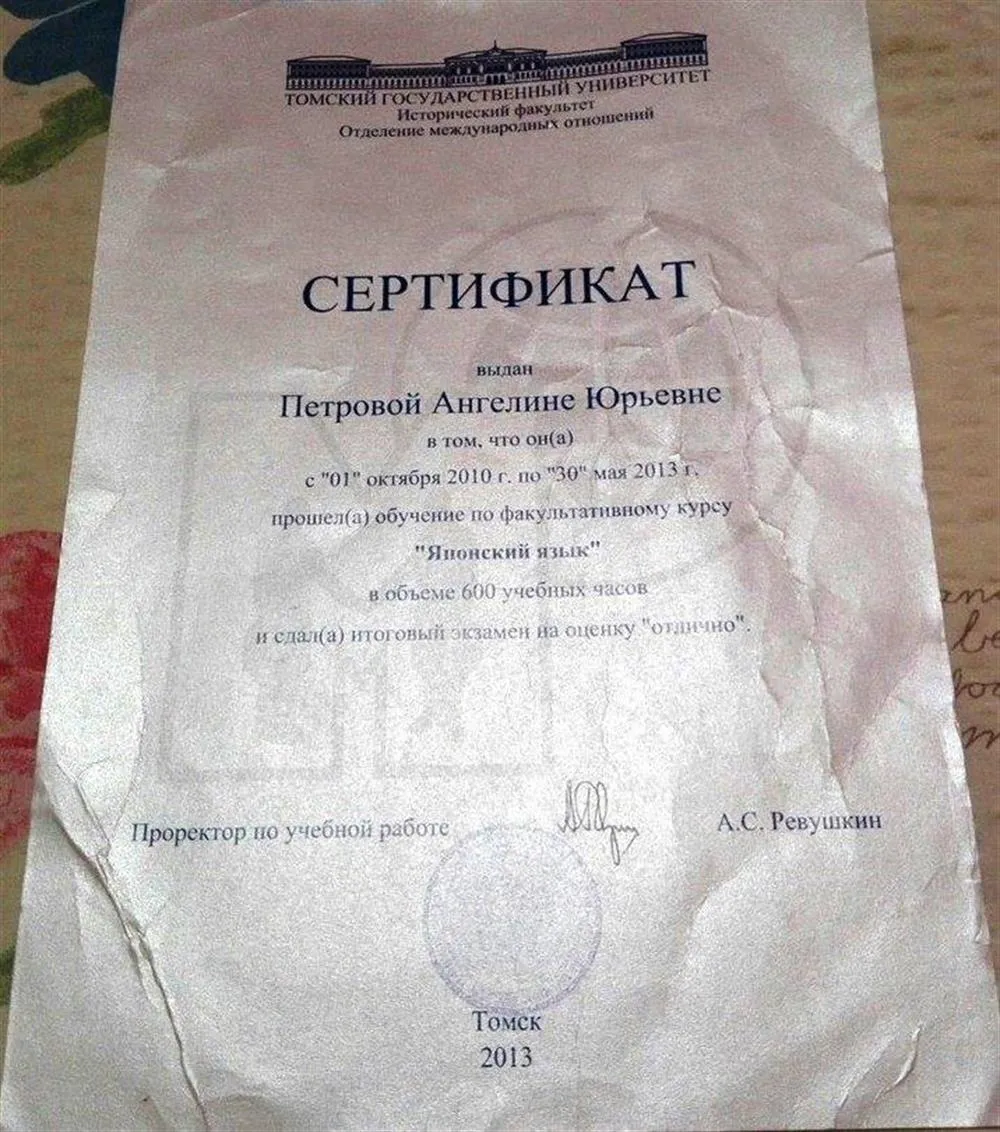 ТОМСКИЙ ГОСУДАРСТВЕННЫЙ УНИВЕРСИТЕТ
Исторический факультет
Отделение международных отношений
СЕРТИФИКАТ
выдан
Петровой Ангелине Юрьевне
в том, что он(а)
с "01" октября 2010 г. по "30" мая 2013 г.
прошел(а) обучение по факультативному курсу
"Японский язык"
в объеме 600 учебных часов
и сдал(а) итоговый экзамен на оценку "отлично".
Проректор по учебной работе
А.С. Ревушкин
Томск
2013